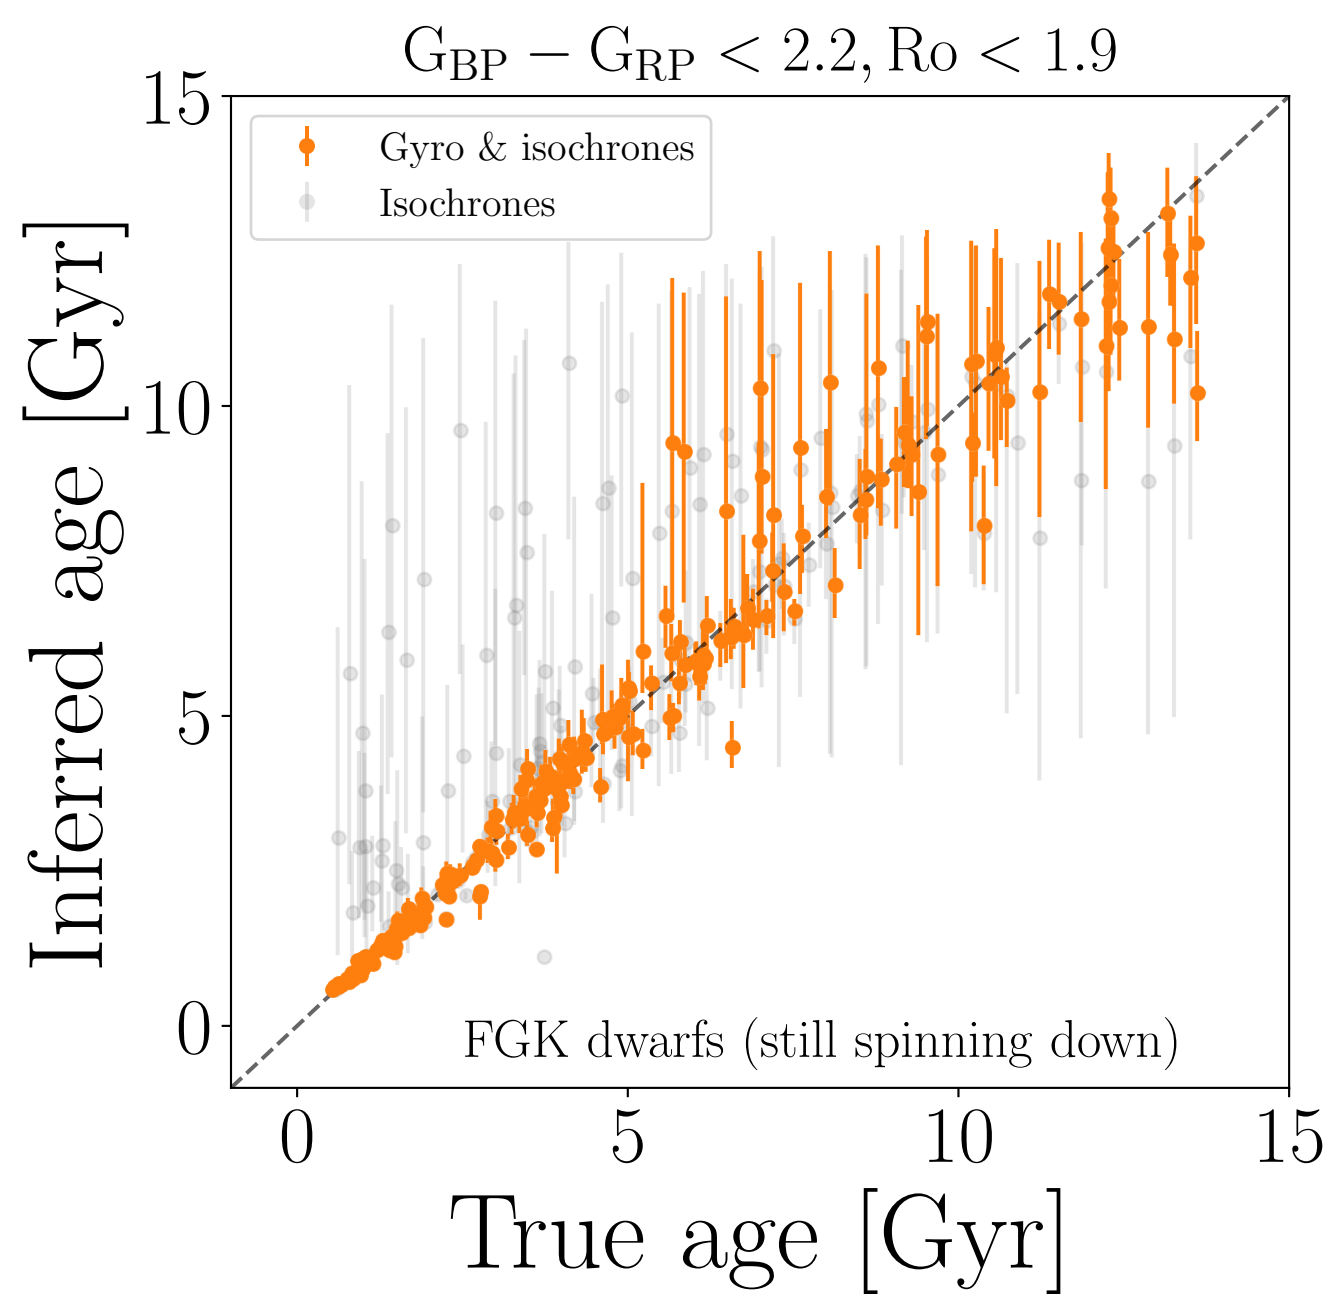 G_BP − G_RP < 2.2, Ro < 1.9
Gyro & isochrones
Isochrones
15
10
5
0
Inferred age [Gyr]
FGK dwarfs (still spinning down)
0 5 10 15
True age [Gyr]